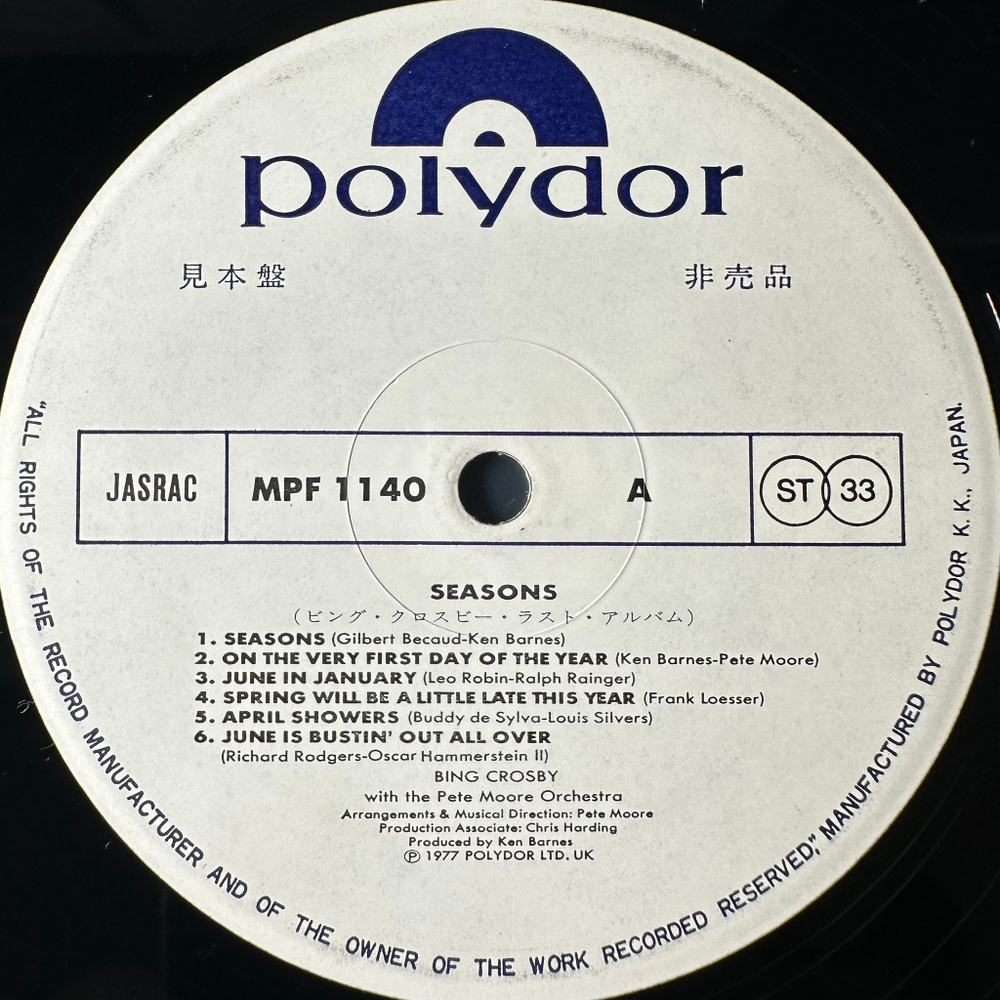 polydor
見本盤 非売品
JASRAC MPF 1140 A ST 33
SEASONS
(ビング・クロスビー・ラスト・アルバム)
1. SEASONS (Gilbert Becaud-Ken Barnes)
2. ON THE VERY FIRST DAY OF THE YEAR (Ken Barnes-Pete Moore)
3. JUNE IN JANUARY (Leo Robin-Ralph Rainger)
4. SPRING WILL BE A LITTLE LATE THIS YEAR (Frank Loesser)
5. APRIL SHOWERS (Buddy de Sylva-Louis Silvers)
6. JUNE IS BUSTIN' OUT ALL OVER
(Richard Rodgers-Oscar Hammerstein II)
BING CROSBY
with the Pete Moore Orchestra
Arrangements & Musical Direction: Pete Moore
Production Associate: Chris Harding
Produced by Ken Barnes
Ⓟ 1977 POLYDOR LTD. UK
"ALL RIGHTS OF THE RECORD MANUFACTURER AND OF THE OWNER OF THE WORK RECORDED RESERVED;" MANUFACTURED BY POLYDOR K. K., JAPAN.